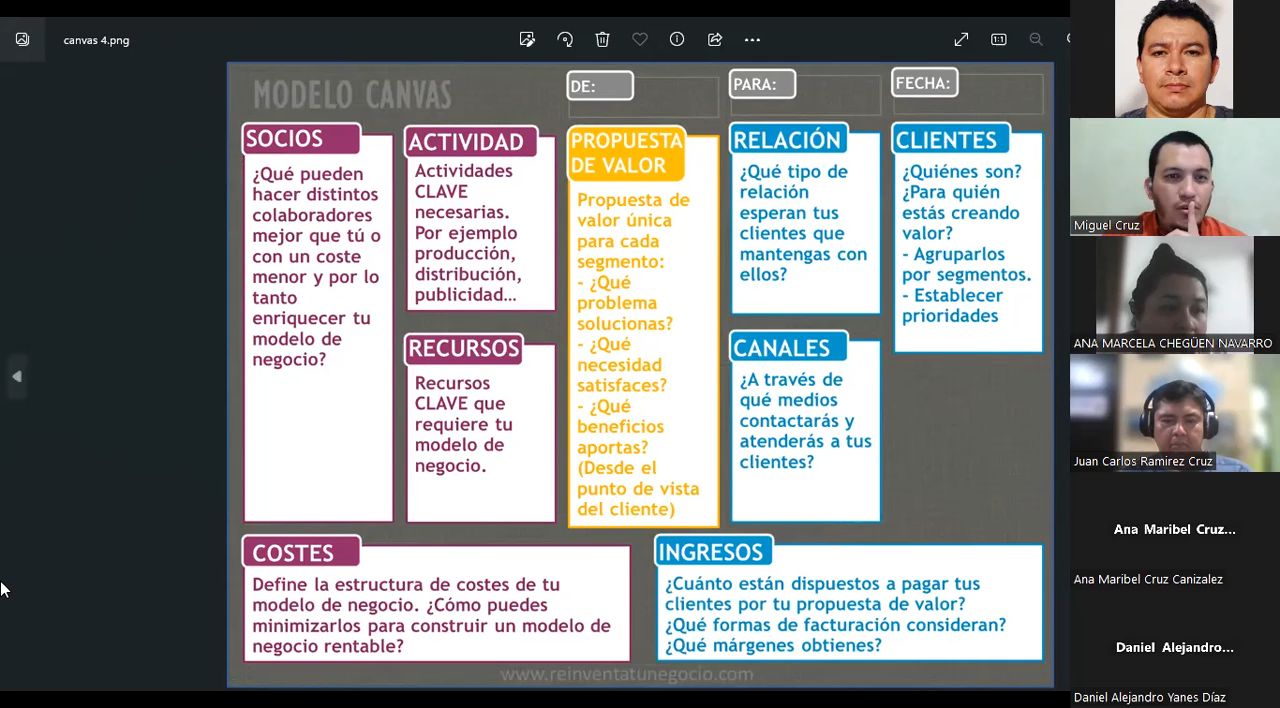 canvas 4.png
MODELO CANVAS
DE:
PARA:
FECHA:
SOCIOS
¿Qué pueden
hacer distintos
colaboradores
mejor que tú o
con un coste
menor y por lo
tanto
enriquecer tu
modelo de
negocio?
ACTIVIDAD
Actividades
CLAVE
necesarias.
Por ejemplo
producción,
distribución,
publicidad...
RECURSOS
Recursos
CLAVE que
requiere tu
modelo de
negocio.
PROPUESTA
DE VALOR
Propuesta de
valor única
para cada
segmento:
- ¿Qué
problema
solucionas?
- ¿Qué
necesidad
satisfaces?
- ¿Qué
beneficios
aportas?
(Desde el
punto de vista
del cliente)
RELACIÓN
¿Qué tipo de
relación
esperan tus
clientes que
mantengas con
ellos?
CANALES
¿A través de
qué medios
contactarás y
atenderás a tus
clientes?
CLIENTES
¿Quiénes son?
¿Para quién
estás creando
valor?
- Agruparlos
por segmentos.
- Establecer
prioridades
COSTES
Define la estructura de costes de tu
modelo de negocio. ¿Cómo puedes
minimizarlos para construir un modelo de
negocio rentable?
INGRESOS
¿Cuánto están dispuestos a pagar tus
clientes por tu propuesta de valor?
¿Qué formas de facturación consideran?
¿Qué márgenes obtienes?
www.reinventatunegocio.com
Miguel Cruz
ANA MARCELA CHEGÜEN NAVARRO
Juan Carlos Ramirez Cruz
Ana Maribel Cruz...
Ana Maribel Cruz Canizalez
Daniel Alejandro...
Daniel Alejandro Yanes Díaz